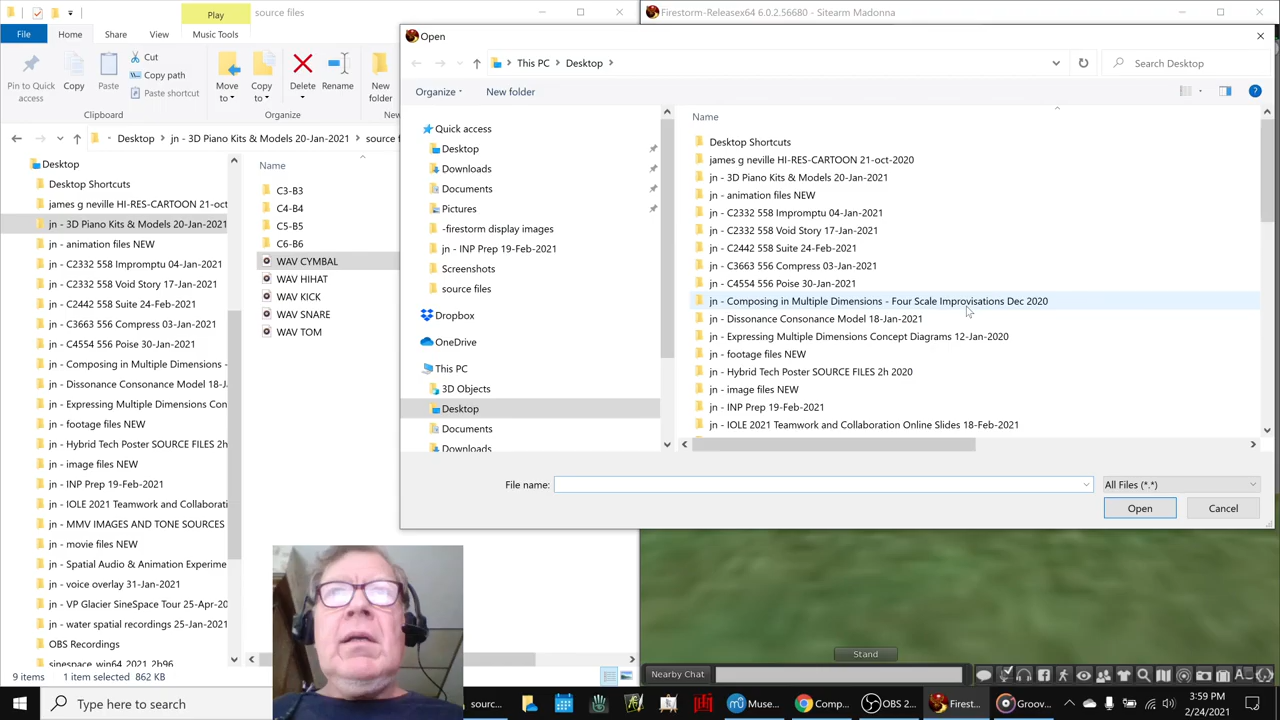 Play
source files
File
Home
Share
View
Music Tools
Pin to Quick access
Copy
Paste
Cut
Copy path
Paste shortcut
Move to
Copy to
Delete
Rename
New folder
Clipboard
Organize
Desktop
jn - 3D Piano Kits & Models 20-Jan-2021
source f
Desktop
Desktop Shortcuts
james g neville HI-RES-CARTOON 21-oct
jn - 3D Piano Kits & Models 20-Jan-2021
jn - animation files NEW
jn - C2332 558 Impromptu 04-Jan-2021
jn - C2332 558 Void Story 17-Jan-2021
jn - C2442 558 Suite 24-Feb-2021
jn - C3663 556 Compress 03-Jan-2021
jn - C4554 556 Poise 30-Jan-2021
jn - Composing in Multiple Dimensions -
jn - Dissonance Consonance Model 18-J
jn - Expressing Multiple Dimensions Con
jn - footage files NEW
jn - Hybrid Tech Poster SOURCE FILES 2h
jn - image files NEW
jn - INP Prep 19-Feb-2021
jn - IOLE 2021 Teamwork and Collaborati
jn - MMV IMAGES AND TONE SOURCES
jn - movie files NEW
jn - Spatial Audio & Animation Experime
jn - voice overlay 31-Jan-2021
jn - VP Glacier SineSpace Tour 25-Apr-20
jn - water spatial recordings 25-Jan-2021
OBS Recordings
sinespace_win64_2021_2b96
Name
C3-B3
C4-B4
C5-B5
C6-B6
WAV CYMBAL
WAV HIHAT
WAV KICK
WAV SNARE
WAV TOM
9 items
1 item selected 862 KB
Firestorm-Releasex64 6.0.2.56680 - Sitearm Madonna
Open
This PC
Desktop
Search Desktop
Organize
New folder
Quick access
Desktop
Downloads
Documents
Pictures
-firestorm display images
jn - INP Prep 19-Feb-2021
Screenshots
source files
Dropbox
OneDrive
This PC
3D Objects
Desktop
Documents
Downloads
Name
Desktop Shortcuts
james g neville HI-RES-CARTOON 21-oct-2020
jn - 3D Piano Kits & Models 20-Jan-2021
jn - animation files NEW
jn - C2332 558 Impromptu 04-Jan-2021
jn - C2332 558 Void Story 17-Jan-2021
jn - C2442 558 Suite 24-Feb-2021
jn - C3663 556 Compress 03-Jan-2021
jn - C4554 556 Poise 30-Jan-2021
jn - Composing in Multiple Dimensions - Four Scale Improvisations Dec 2020
jn - Dissonance Consonance Model 18-Jan-2021
jn - Expressing Multiple Dimensions Concept Diagrams 12-Jan-2020
jn - footage files NEW
jn - Hybrid Tech Poster SOURCE FILES 2h 2020
jn - image files NEW
jn - INP Prep 19-Feb-2021
jn - IOLE 2021 Teamwork and Collaboration Online Slides 18-Feb-2021
File name:
All Files (*.*)
Open
Cancel
Stand
Nearby Chat
Type here to search
sourc...
Muse...
Comp...
OBS 2...
Firest...
Groov...
3:59 PM
2/24/2021